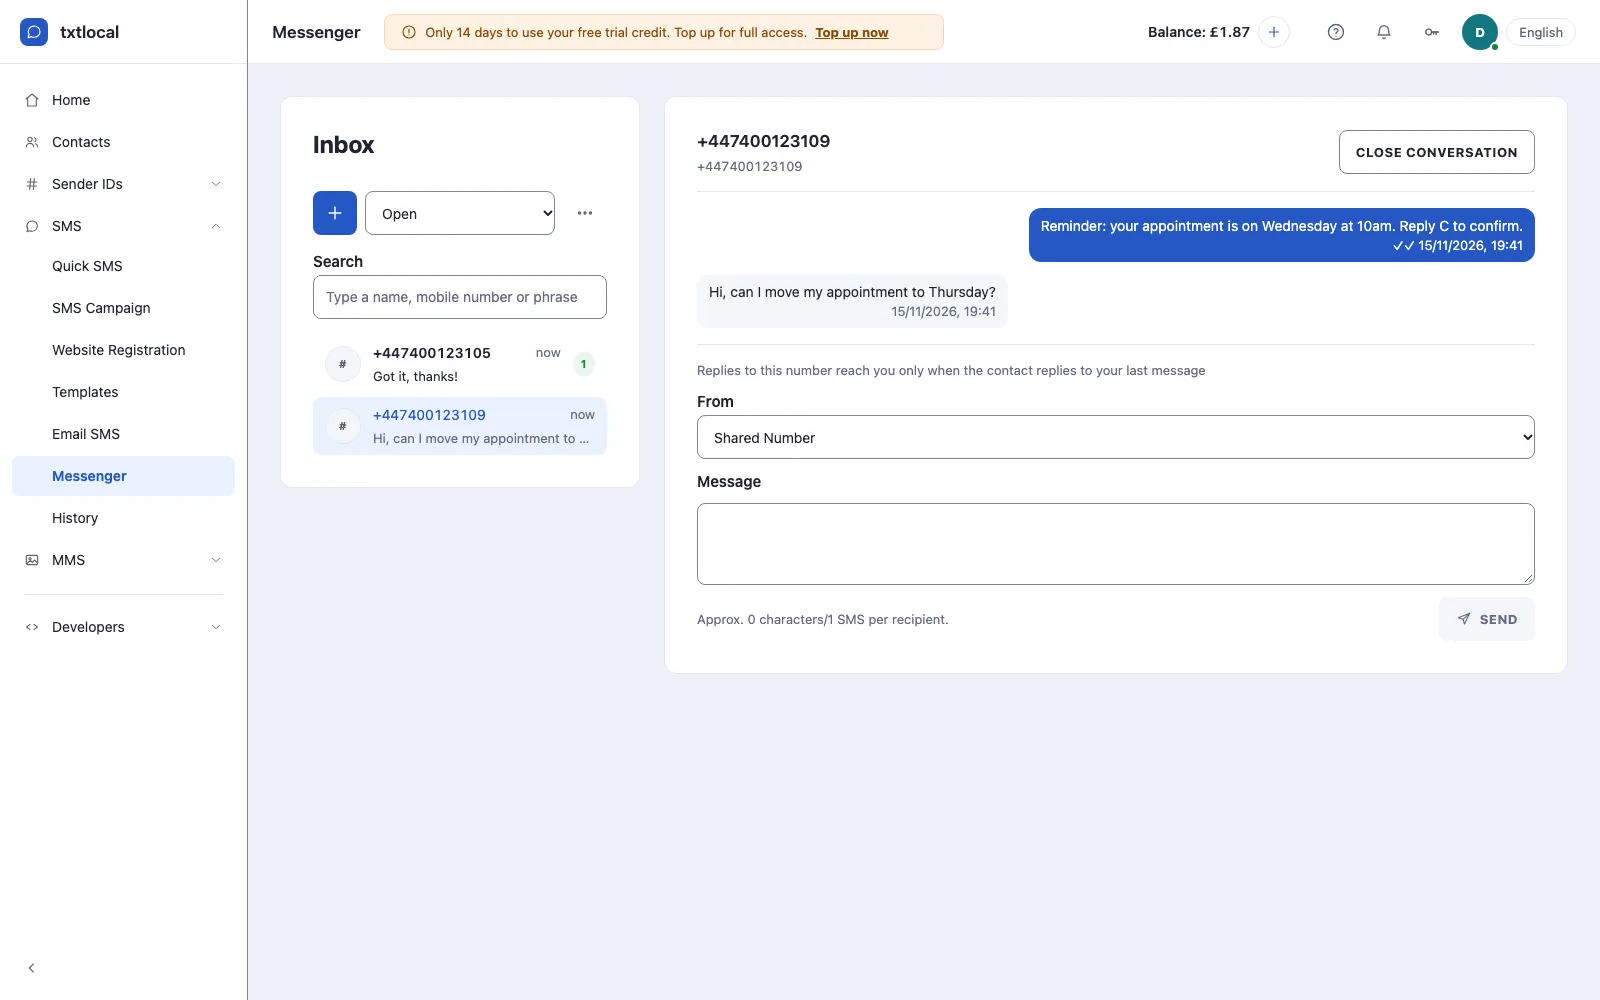 txtlocal
Messenger
Only 14 days to use your free trial credit. Top up for full access. Top up now
Balance: £1.87
D
English
Home
Contacts
Sender IDs
SMS
Quick SMS
SMS Campaign
Website Registration
Templates
Email SMS
Messenger
History
MMS
Developers
Inbox
Open
Search
Type a name, mobile number or phrase
# +447400123105 now
Got it, thanks! 1
# +447400123109 now
Hi, can I move my appointment to ...
+447400123109
+447400123109
CLOSE CONVERSATION
Reminder: your appointment is on Wednesday at 10am. Reply C to confirm.
15/11/2026, 19:41
Hi, can I move my appointment to Thursday?
15/11/2026, 19:41
Replies to this number reach you only when the contact replies to your last message
From
Shared Number
Message
Approx. 0 characters/1 SMS per recipient.
SEND